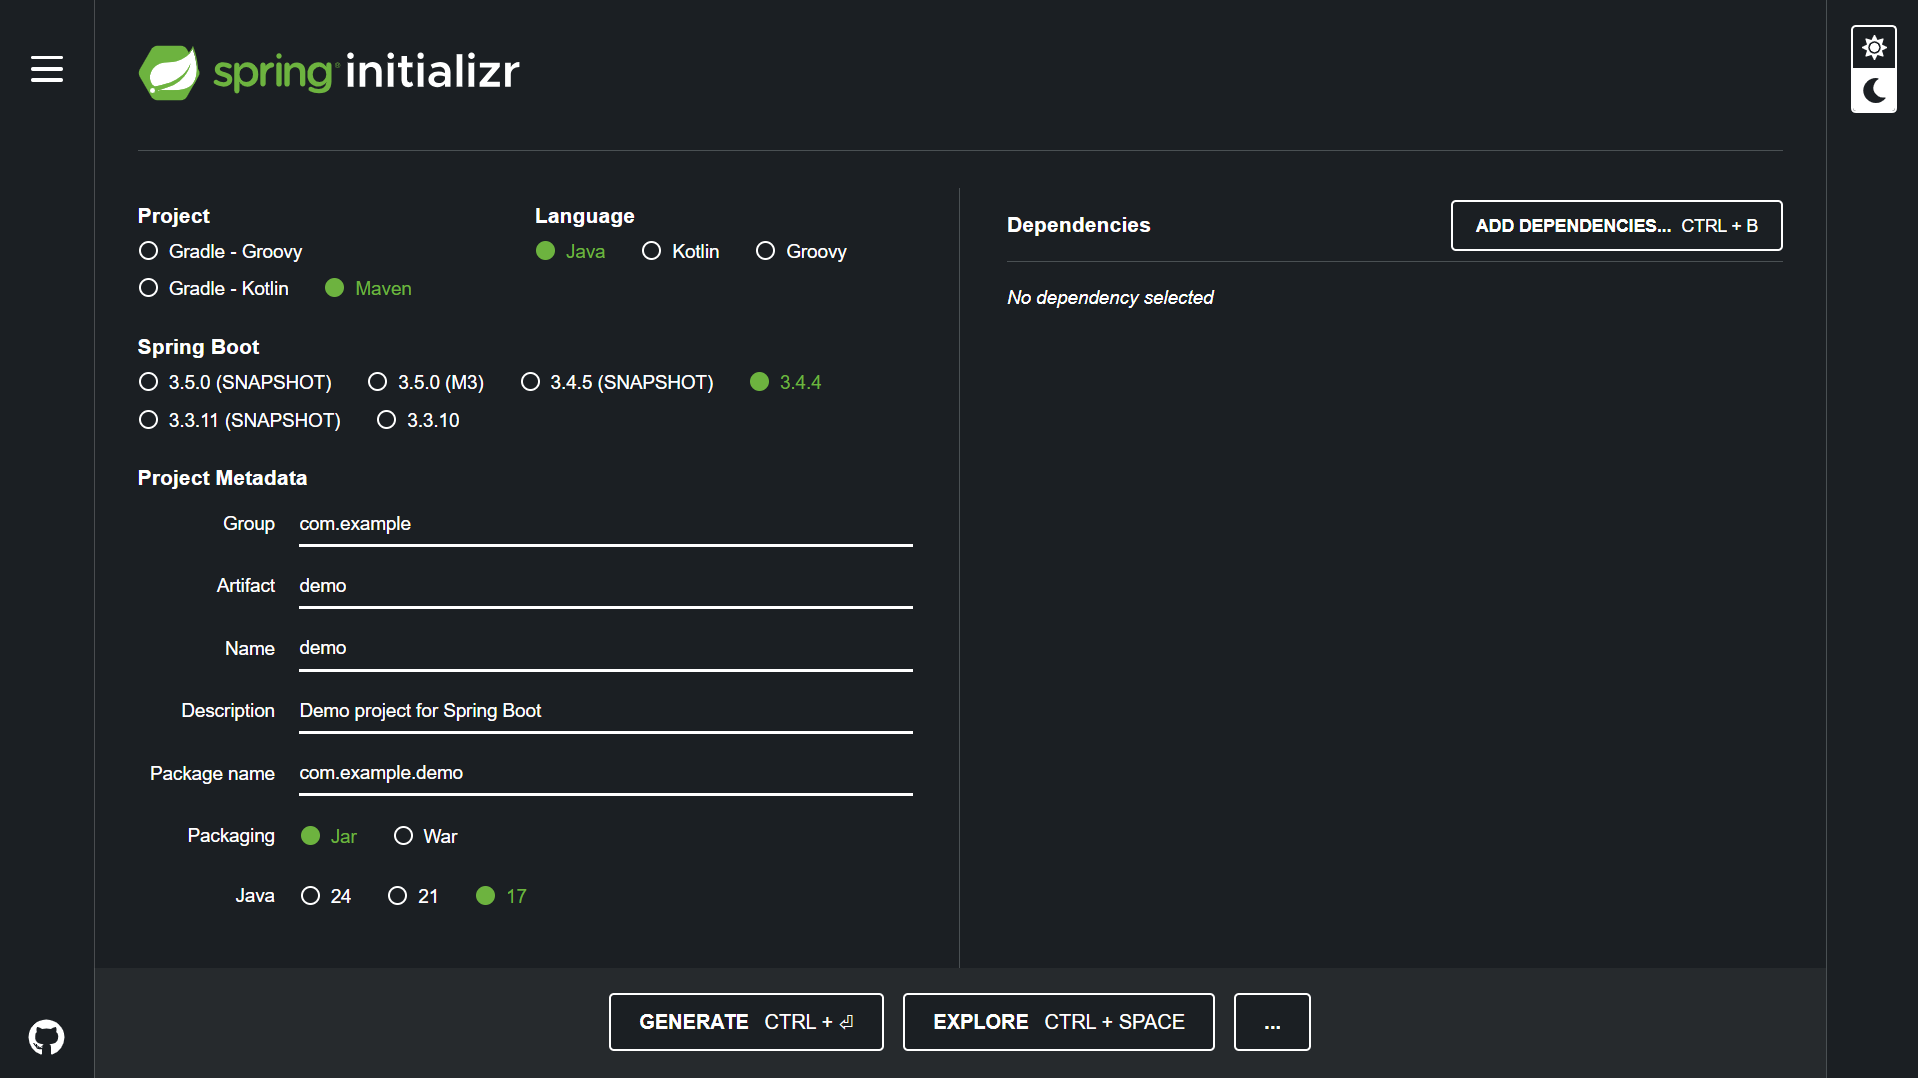 spring initializr
Project
Gradle - Groovy
Gradle - Kotlin Maven
Language
Java Kotlin Groovy
Spring Boot
3.5.0 (SNAPSHOT) 3.5.0 (M3) 3.4.5 (SNAPSHOT) 3.4.4
3.3.11 (SNAPSHOT) 3.3.10
Project Metadata
Group com.example
Artifact demo
Name demo
Description Demo project for Spring Boot
Package name com.example.demo
Packaging Jar War
Java 24 21 17
Dependencies ADD DEPENDENCIES... CTRL + B
No dependency selected
GENERATE CTRL + ⏎ EXPLORE CTRL + SPACE ...